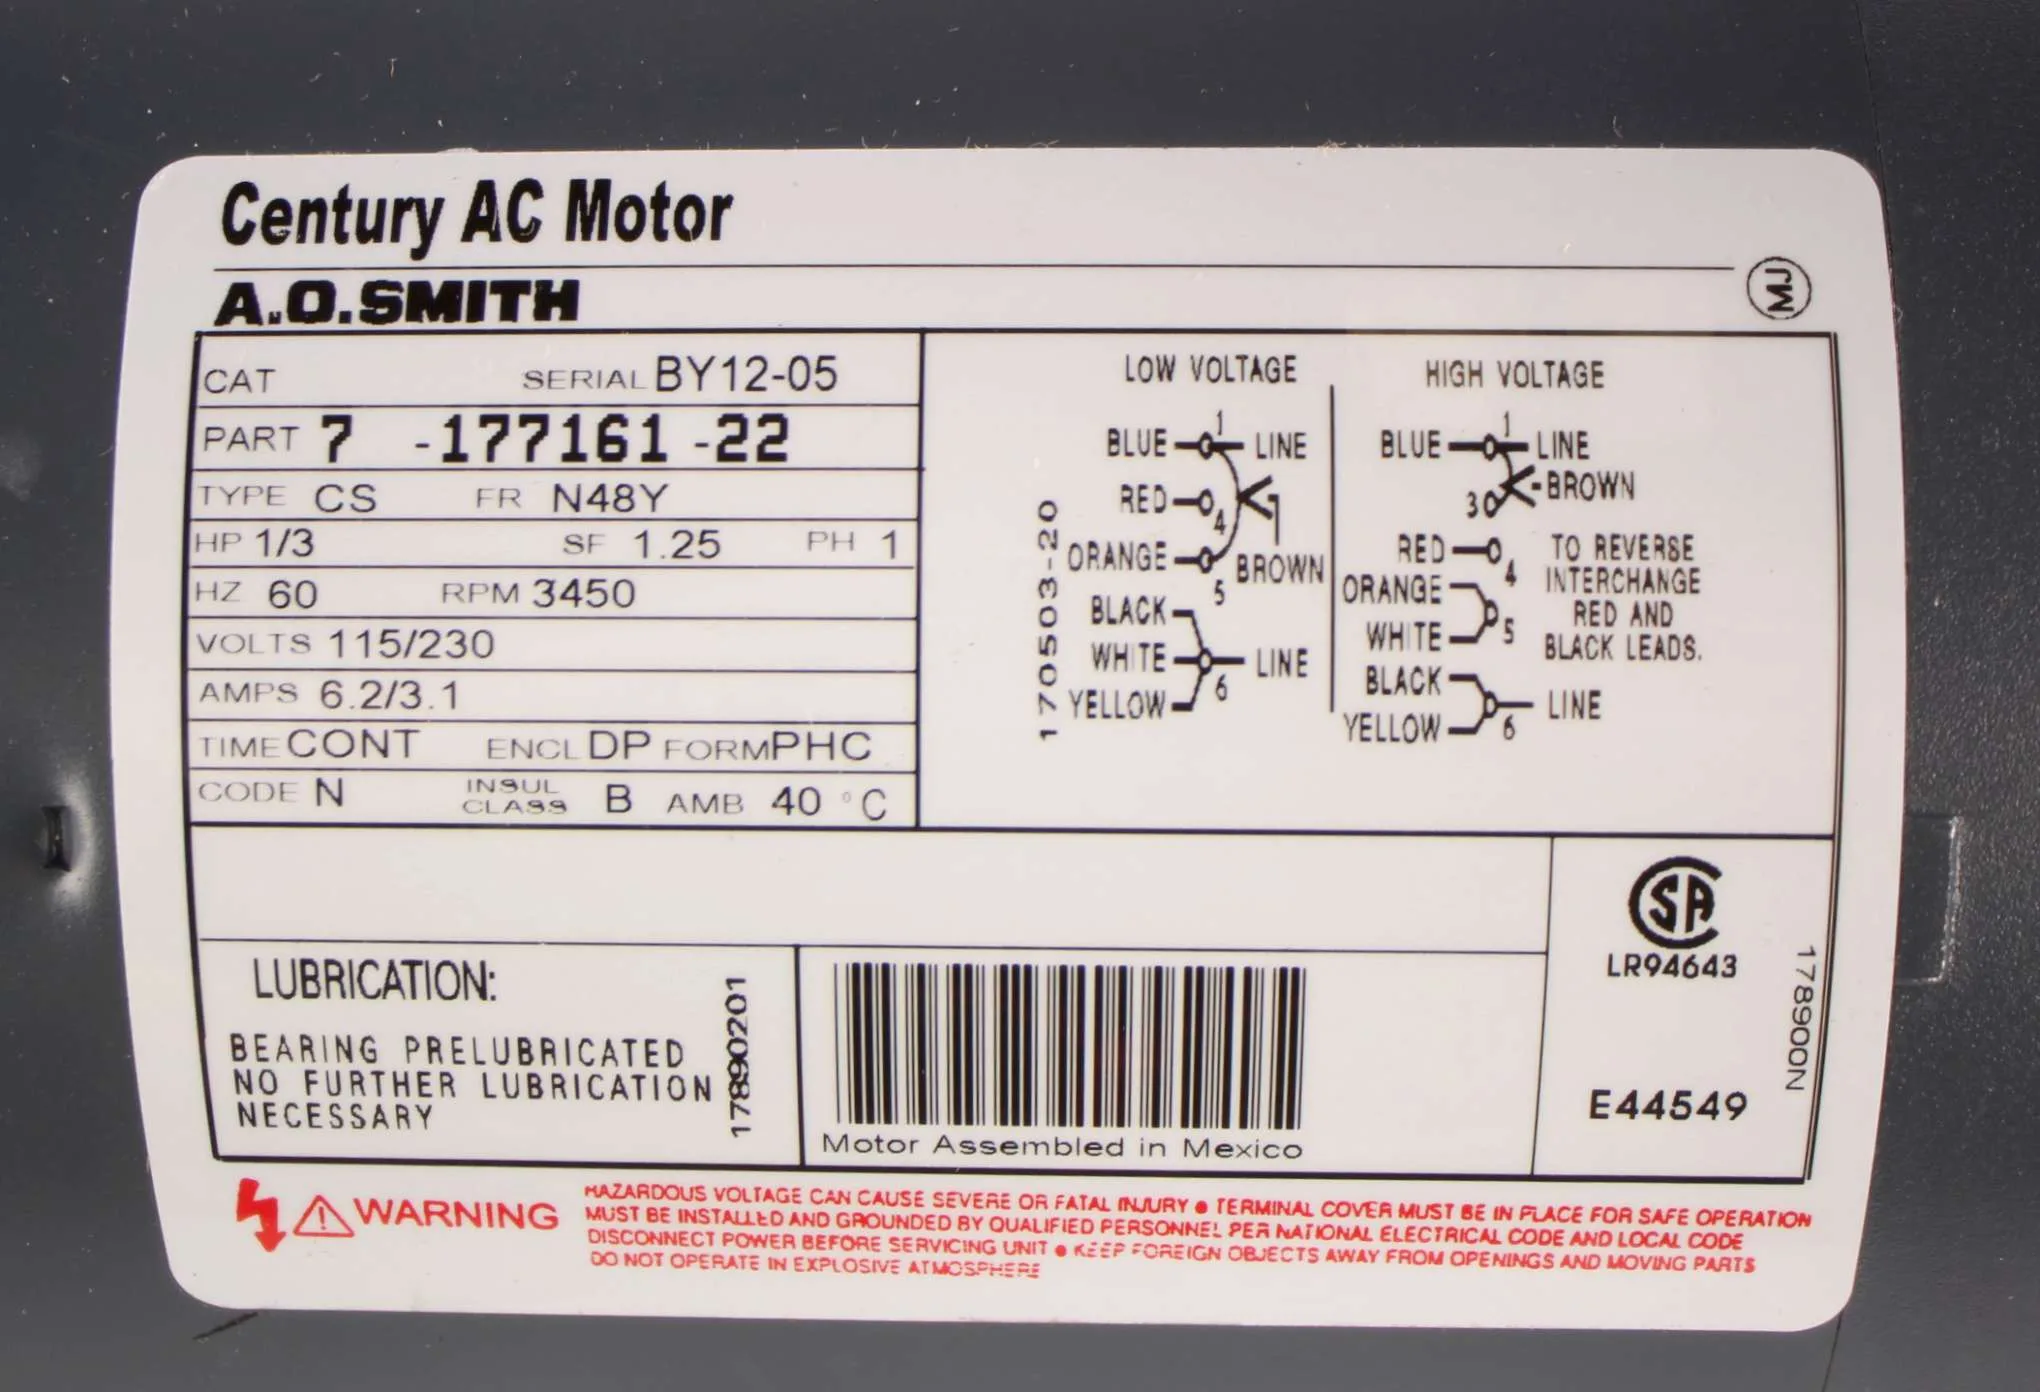 Century AC Motor
A.O.SMITH
MJ
CAT SERIAL BY12-05
PART 7 -177161-22
TYPE CS FR N48Y
HP 1/3 SF 1.25 PH 1
HZ 60 RPM 3450
VOLTS 115/230
AMPS 6.2/3.1
TIME CONT ENCL DP FORM PHC
CODE N INSUL CLASS B AMB 40 °C
170503-20
LOW VOLTAGE
BLUE 1 LINE
RED 4
ORANGE 5 BROWN
BLACK
WHITE 6 LINE
YELLOW
HIGH VOLTAGE
BLUE 1 LINE
3 BROWN
RED 4
ORANGE
WHITE 5
BLACK
YELLOW 6 LINE
TO REVERSE
INTERCHANGE
RED AND
BLACK LEADS.
LUBRICATION:
BEARING PRELUBRICATED
NO FURTHER LUBRICATION
NECESSARY
17890201
Motor Assembled in Mexico
SA
LR94643
E44549
178900N
WARNING
HAZARDOUS VOLTAGE CAN CAUSE SEVERE OR FATAL INJURY ● TERMINAL COVER MUST BE IN PLACE FOR SAFE OPERATION
MUST BE INSTALLED AND GROUNDED BY QUALIFIED PERSONNEL PER NATIONAL ELECTRICAL CODE AND LOCAL CODE
DISCONNECT POWER BEFORE SERVICING UNIT ● KEEP FOREIGN OBJECTS AWAY FROM OPENINGS AND MOVING PARTS
DO NOT OPERATE IN EXPLOSIVE ATMOSPHERE